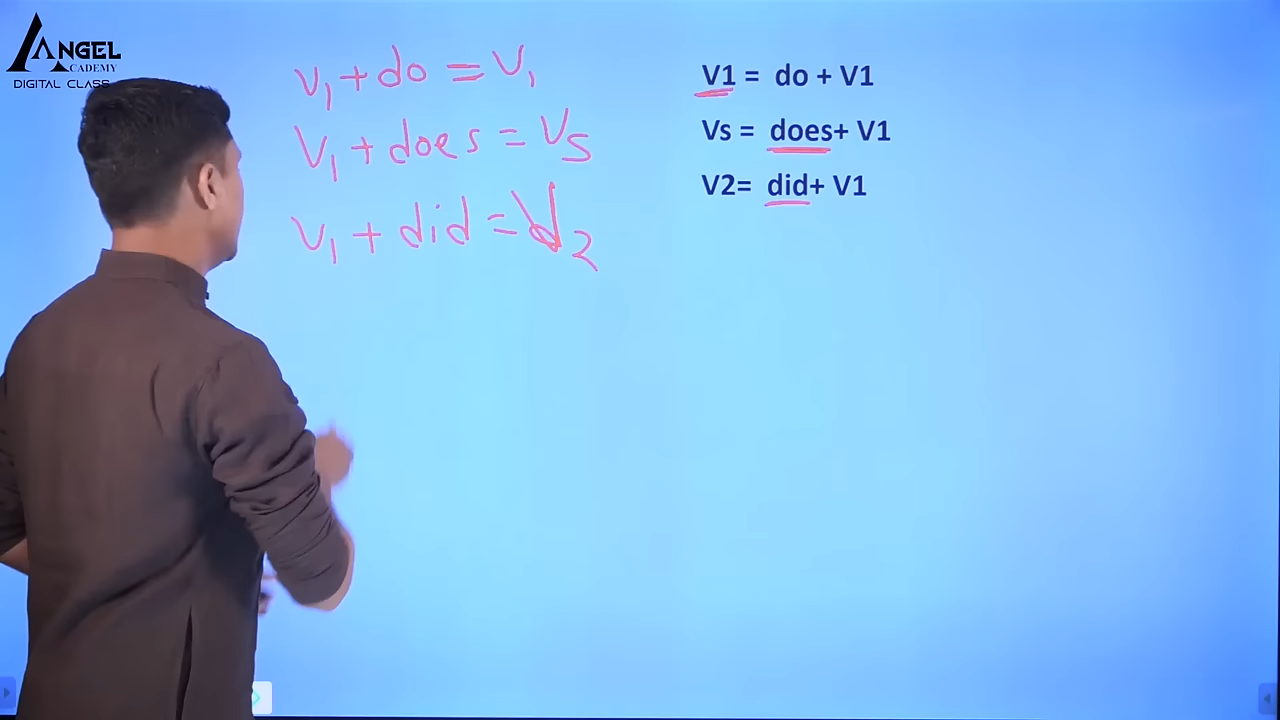 ANGEL
ACADEMY
DIGITAL CLASS
V1 + do = V1
V1 + does = Vs
V1 + did = V2
V1 = do + V1
Vs = does+ V1
V2= did+ V1